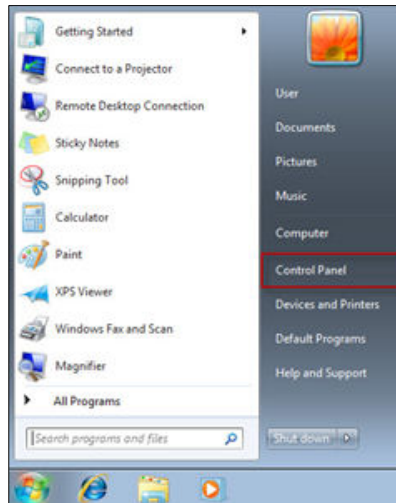 Getting Started
Connect to a Projector
Remote Desktop Connection
Sticky Notes
Snipping Tool
Calculator
Paint
XPS Viewer
Windows Fax and Scan
Magnifier
All Programs
Search programs and files
User
Documents
Pictures
Music
Computer
Control Panel
Devices and Printers
Default Programs
Help and Support
Shut down